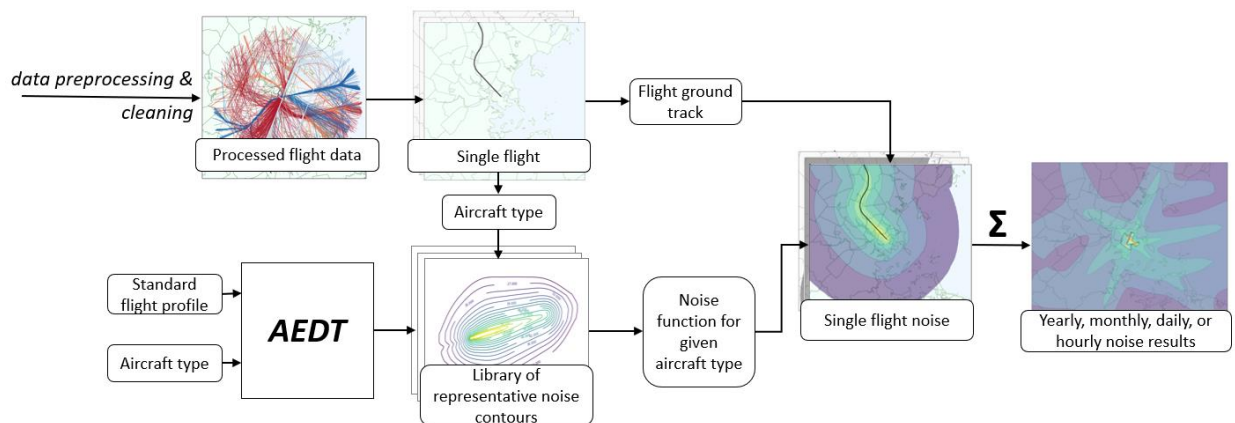 data preprocessing &
cleaning
Processed flight data
Single flight
Flight ground
track
Aircraft type
Standard
flight profile
Aircraft type
AEDT
Library of
representative noise
contours
Noise
function for
given
aircraft type
Single flight noise
Σ
Yearly, monthly, daily, or
hourly noise results